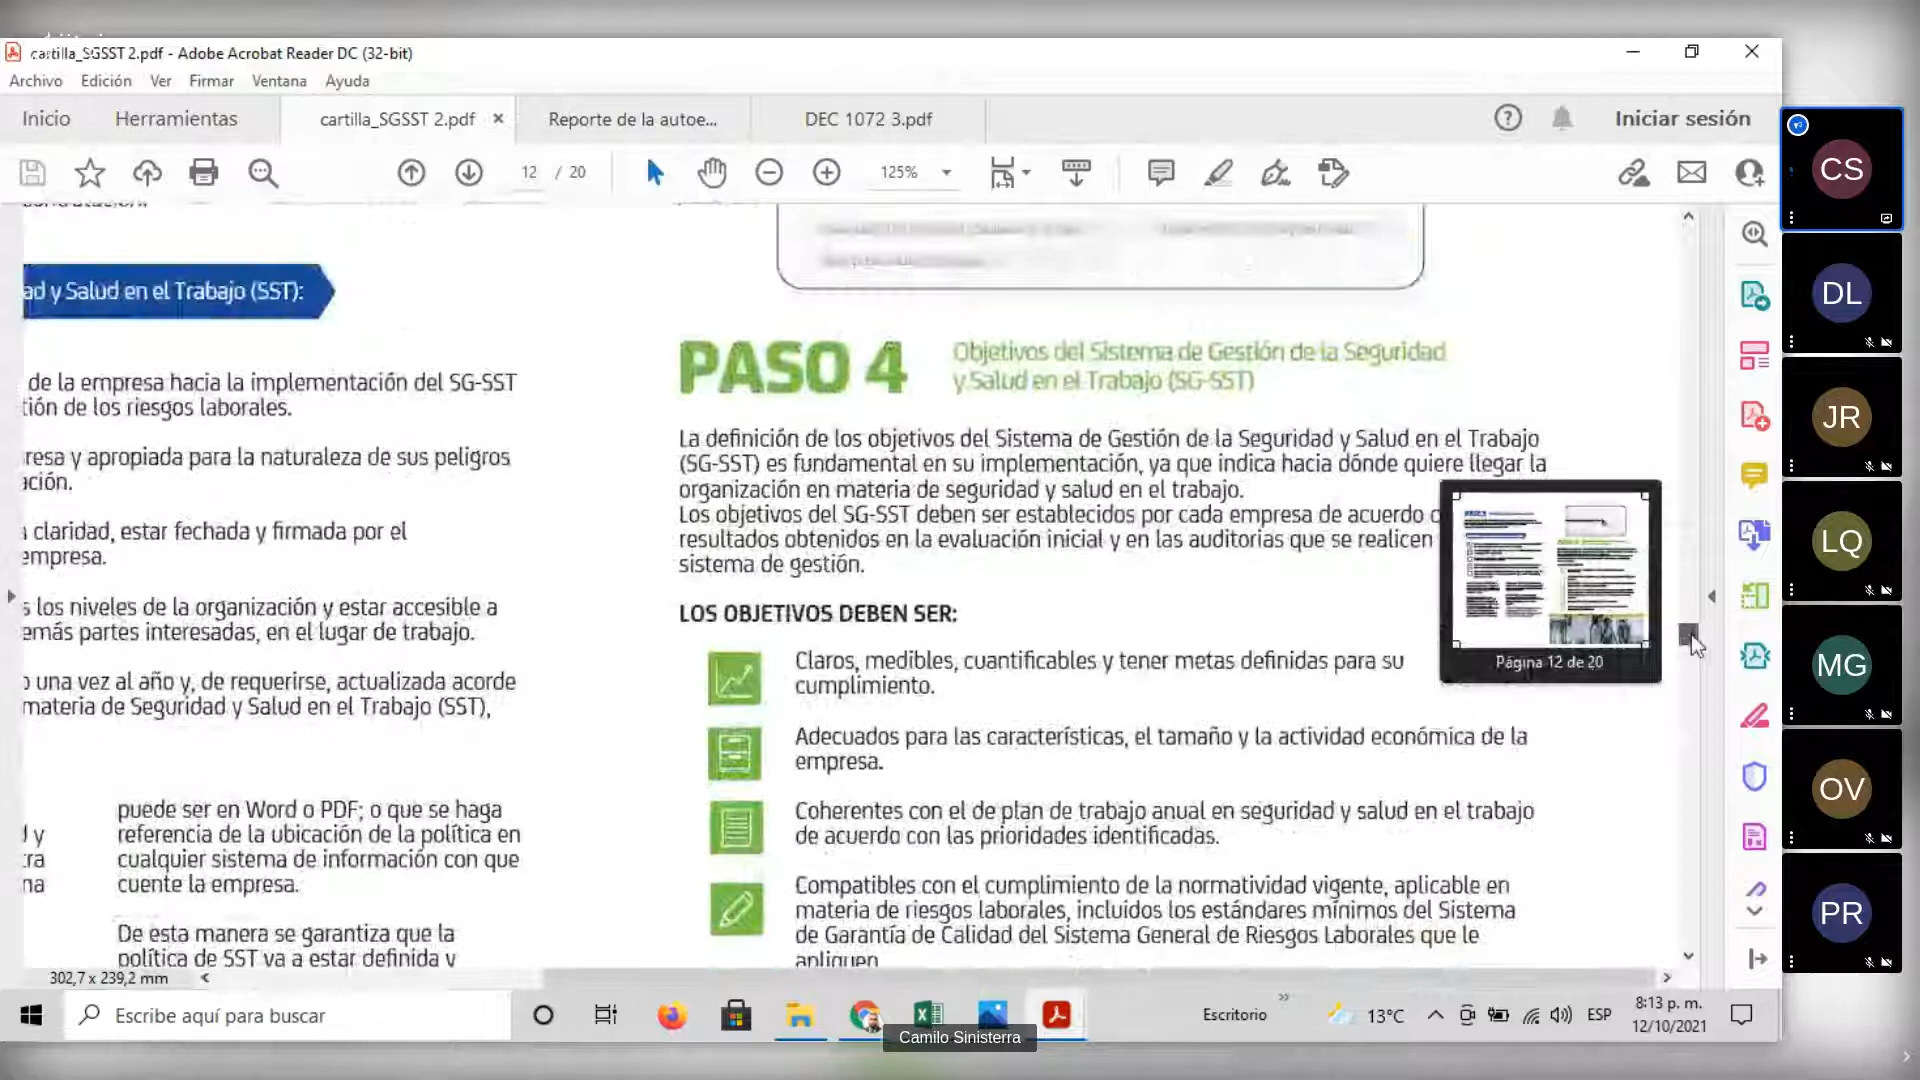 cartilla_SGSST 2.pdf - Adobe Acrobat Reader DC (32-bit)
Archivo Edición Ver Firmar Ventana Ayuda
Inicio Herramientas cartilla_SGSST 2.pdf × Reporte de la autoe... DEC 1072 3.pdf Iniciar sesión
12 / 20 125%
ad y Salud en el Trabajo (SST):
de la empresa hacia la implementación del SG-SST
tión de los riesgos laborales.
resa y apropiada para la naturaleza de sus peligros
ación.
a claridad, estar fechada y firmada por el
empresa.
s los niveles de la organización y estar accesible a
emás partes interesadas, en el lugar de trabajo.
o una vez al año y, de requerirse, actualizada acorde
materia de Seguridad y Salud en el Trabajo (SST),
d y
tra
na
puede ser en Word o PDF; o que se haga
referencia de la ubicación de la política en
cualquier sistema de información con que
cuente la empresa.
De esta manera se garantiza que la
política de SST va a estar definida y
PASO 4
Objetivos del Sistema de Gestión de la Seguridad
y Salud en el Trabajo (SG-SST)
La definición de los objetivos del Sistema de Gestión de la Seguridad y Salud en el Trabajo
(SG-SST) es fundamental en su implementación, ya que indica hacia dónde quiere llegar la
organización en materia de seguridad y salud en el trabajo.
Los objetivos del SG-SST deben ser establecidos por cada empresa de acuerdo c
resultados obtenidos en la evaluación inicial y en las auditorias que se realicen
sistema de gestión.
LOS OBJETIVOS DEBEN SER:
Claros, medibles, cuantificables y tener metas definidas para su
cumplimiento.
Adecuados para las características, el tamaño y la actividad económica de la
empresa.
Coherentes con el de plan de trabajo anual en seguridad y salud en el trabajo
de acuerdo con las prioridades identificadas.
Compatibles con el cumplimiento de la normatividad vigente, aplicable en
materia de riesgos laborales, incluidos los estándares mínimos del Sistema
de Garantía de Calidad del Sistema General de Riesgos Laborales que le
apliquen
Página 12 de 20
302,7 x 239,2 mm
Escribe aquí para buscar
Escritorio
13°C
ESP
8:13 p. m.
12/10/2021
Camilo Sinisterra
CS
DL
JR
LQ
MG
OV
PR